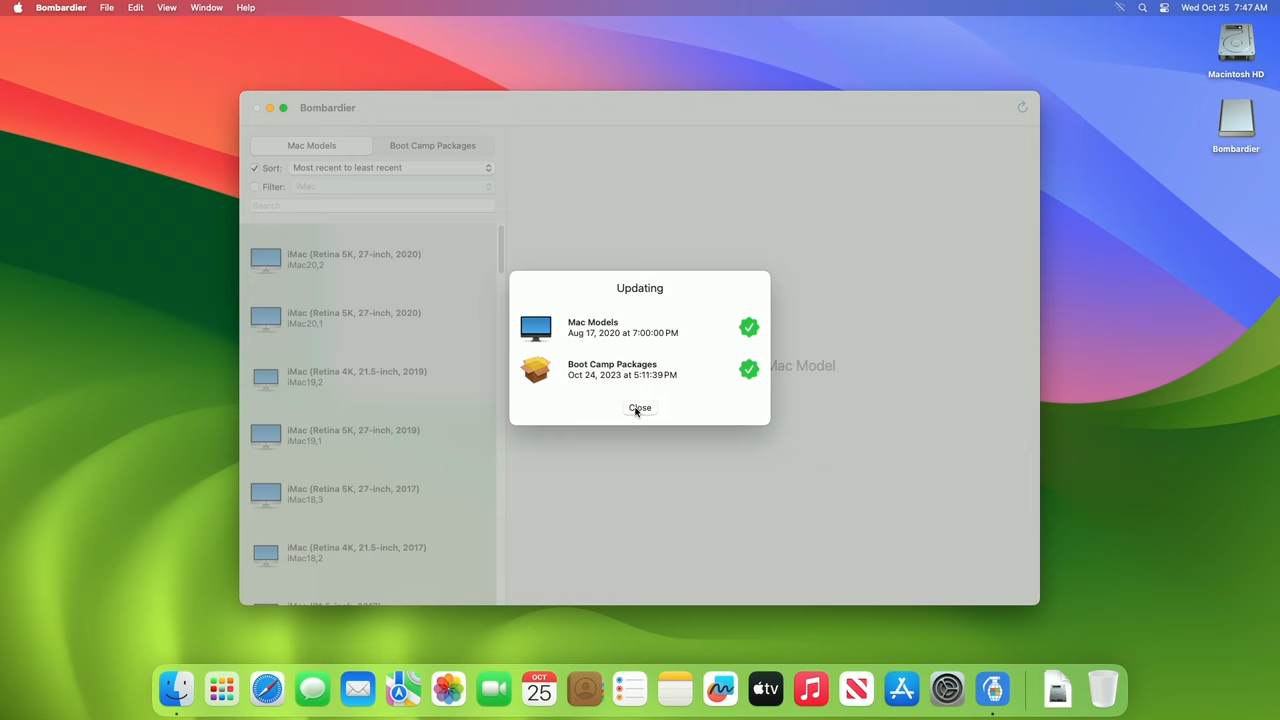 Bombardier File Edit View Window Help
Wed Oct 25 7:47 AM
Macintosh HD
Bombardier
Bombardier
Mac Models
Boot Camp Packages
Sort: Most recent to least recent
Filter: iMac
Search
iMac (Retina 5K, 27-inch, 2020)
iMac20,2
iMac (Retina 5K, 27-inch, 2020)
iMac20,1
iMac (Retina 4K, 21.5-inch, 2019)
iMac19,2
iMac (Retina 5K, 27-inch, 2019)
iMac19,1
iMac (Retina 5K, 27-inch, 2017)
iMac18,3
iMac (Retina 4K, 21.5-inch, 2017)
iMac18,2
Mac Model
Updating
Mac Models
Aug 17, 2020 at 7:00:00 PM
Boot Camp Packages
Oct 24, 2023 at 5:11:39 PM
Close
OCT
25
tv